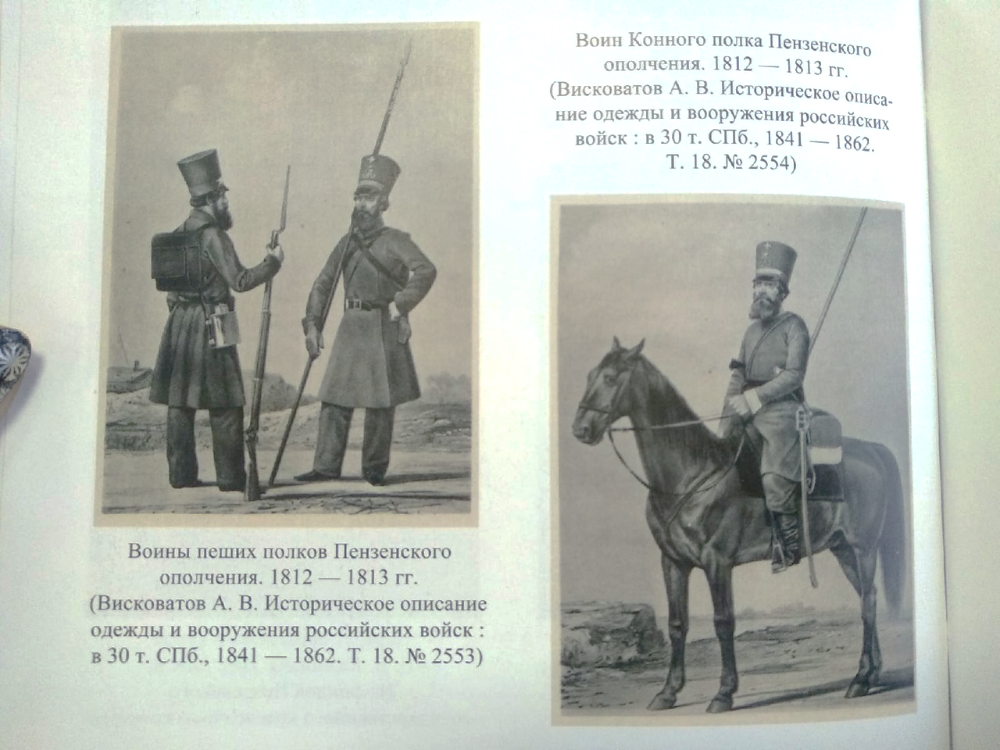 Воин Конного полка Пензенского
ополчения. 1812 — 1813 гг.
(Висковатов А. В. Историческое описа-
ние одежды и вооружения российских
войск : в 30 т. СПб., 1841 — 1862.
Т. 18. № 2554)
Воины пеших полков Пензенского
ополчения. 1812 — 1813 гг.
(Висковатов А. В. Историческое описание
одежды и вооружения российских войск :
в 30 т. СПб., 1841 — 1862. Т. 18. № 2553)